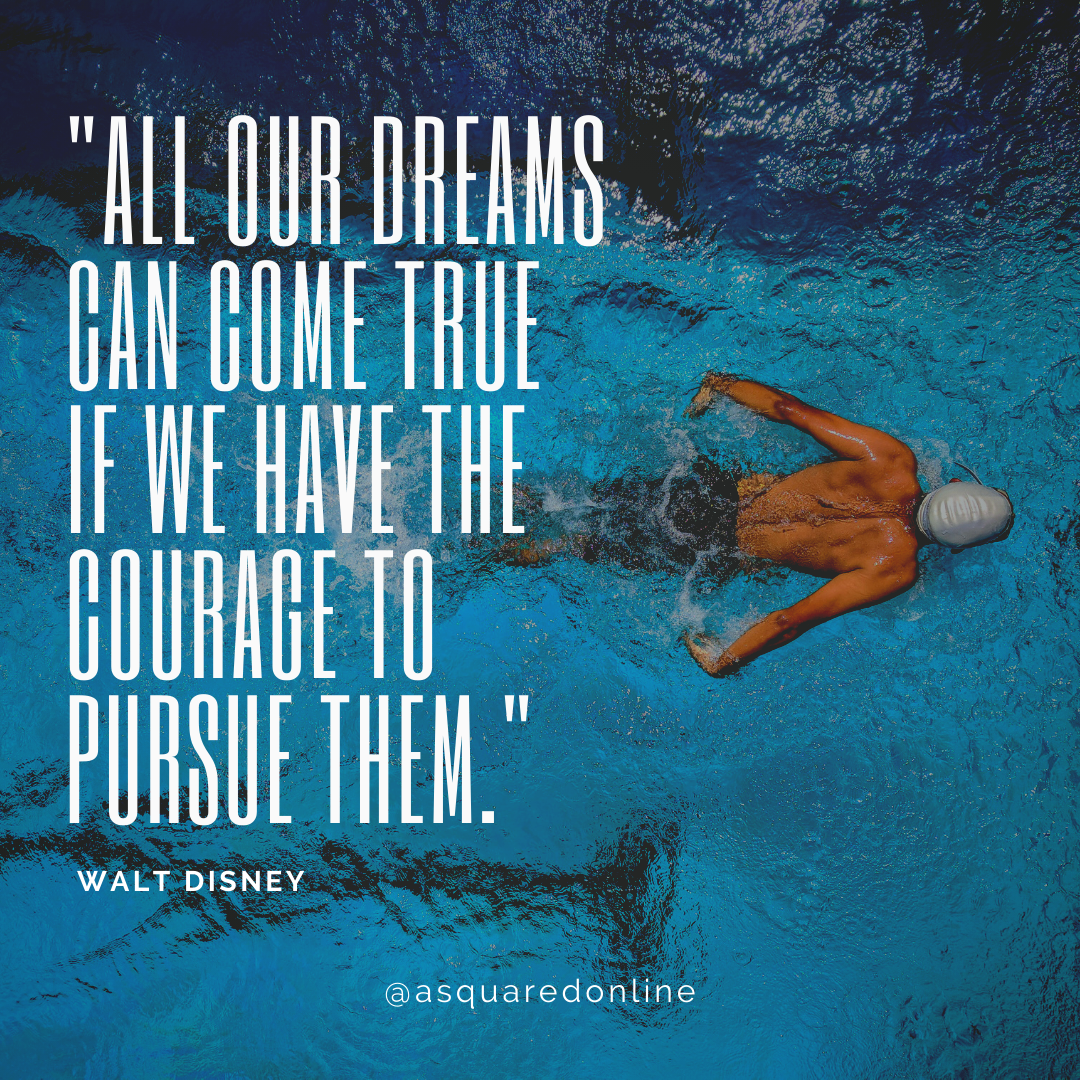 "ALL OUR DREAMS
CAN COME TRUE
IF WE HAVE THE
COURAGE TO
PURSUE THEM."
WALT DISNEY
@asquaredonline